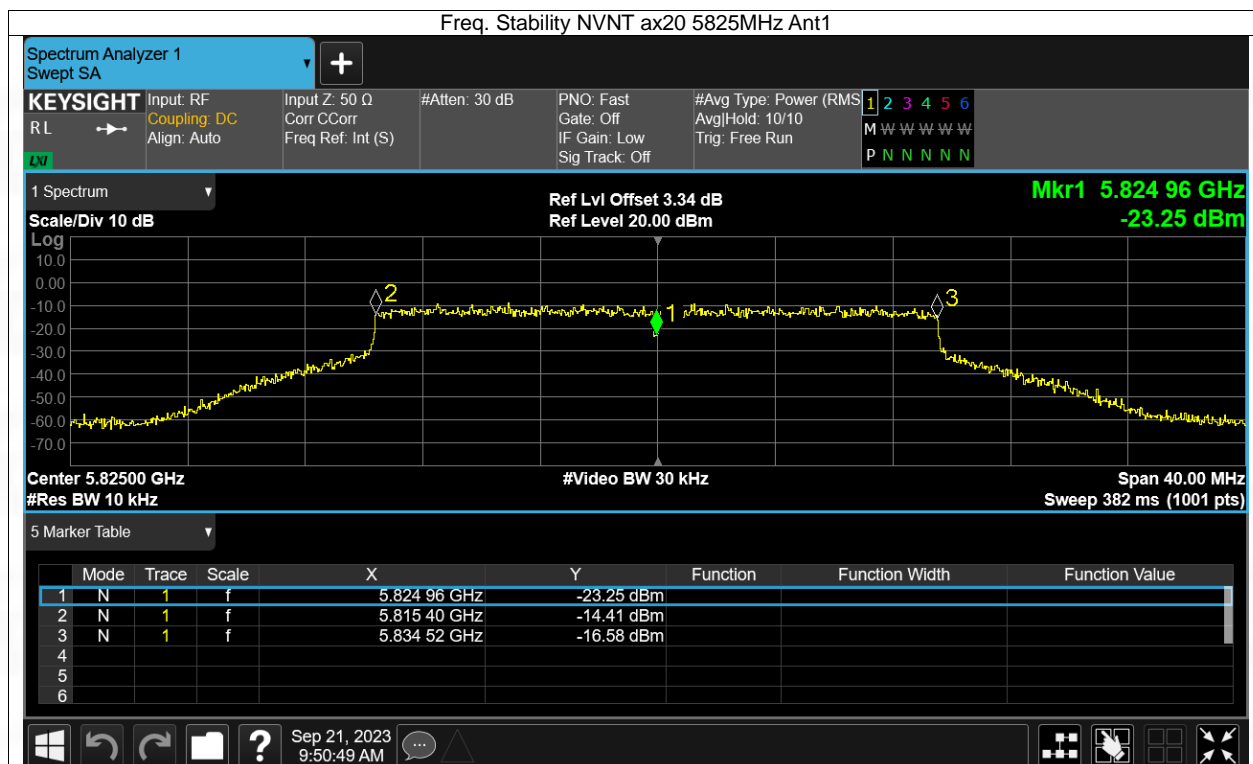 Freq. Stability NVNT ax20 5825MHz Ant1
Spectrum Analyzer 1
Swept SA
KEYSIGHT Input: RF Input Z: 50 Ω #Atten: 30 dB PNO: Fast #Avg Type: Power (RMS 1 2 3 4 5 6
RL Coupling: DC Corr CCorr Gate: Off Avg|Hold: 10/10 M W W W W W
Align: Auto Freq Ref: Int (S) IF Gain: Low Trig: Free Run
LXI Sig Track: Off P N N N N N
1 Spectrum Ref Lvl Offset 3.34 dB Mkr1 5.824 96 GHz
Scale/Div 10 dB Ref Level 20.00 dBm -23.25 dBm
Log
10.0
0.00
2 3
-10.0
1
-20.0
-30.0
-40.0
-50.0
-60.0
-70.0
Center 5.82500 GHz #Video BW 30 kHz Span 40.00 MHz
#Res BW 10 kHz Sweep 382 ms (1001 pts)
5 Marker Table
Mode Trace Scale X Y Function Function Width Function Value
1 N 1 f 5.824 96 GHz -23.25 dBm
2 N 1 f 5.815 40 GHz -14.41 dBm
3 N 1 f 5.834 52 GHz -16.58 dBm
4
5
6
? Sep 21, 2023
9:50:49 AM